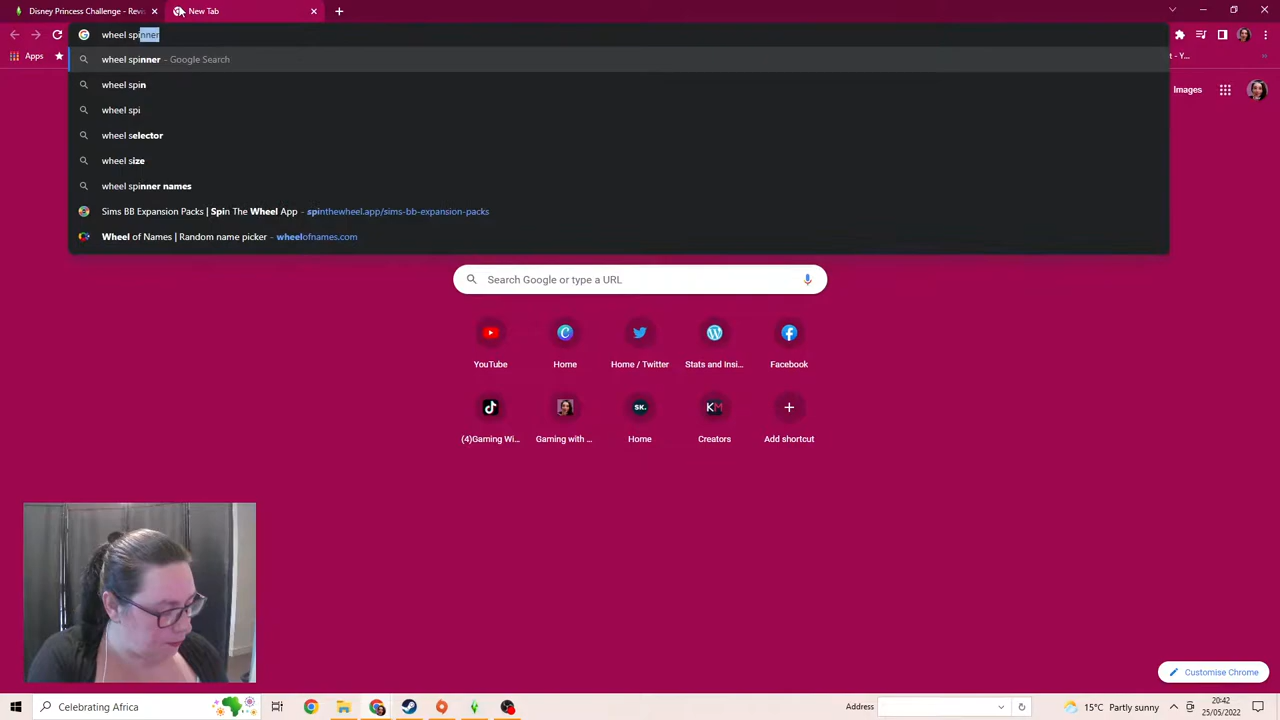 Disney Princess Challenge - Revi
New Tab
wheel spinner
Apps
t - Y...
wheel spinner - Google Search
wheel spin
wheel spi
wheel selector
wheel size
wheel spinner names
Sims BB Expansion Packs | Spin The Wheel App - spinthewheel.app/sims-bb-expansion-packs
Wheel of Names | Random name picker - wheelofnames.com
Images
Search Google or type a URL
YouTube
Home
Home / Twitter
Stats and Insi...
Facebook
SK.
KM
(4)Gaming Wi...
Gaming with ...
Home
Creators
Add shortcut
Customise Chrome
Celebrating Africa
Address
15°C Partly sunny
20:42
25/05/2022